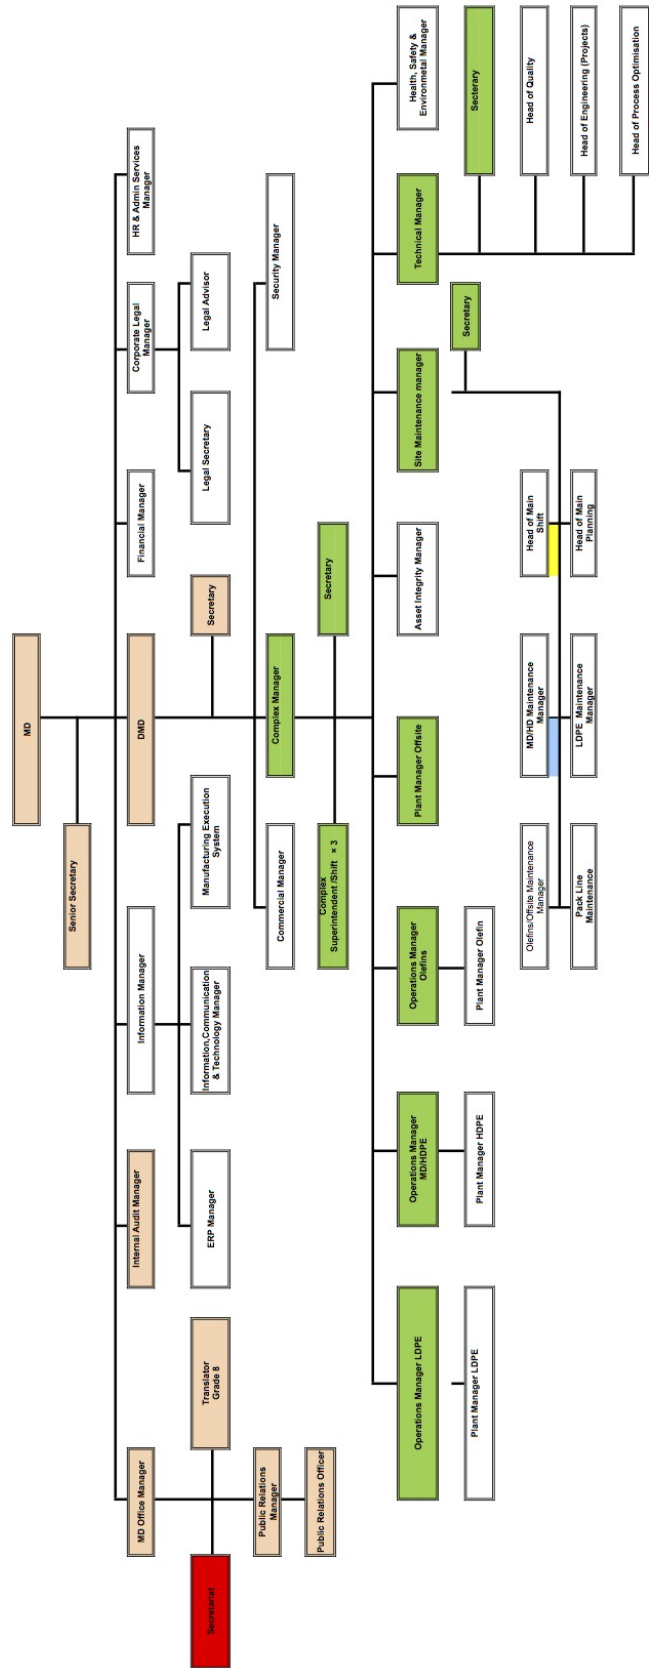 MD
Senior Secretary
MD Office Manager
Internal Audit Manager
Information Manager
DMD
Financial Manager
Corporate Legal
Manager
HR & Admin Services
Manager
Secretariat
Translator
Grade 8
ERP Manager
Information,Communication
& Technology Manager
Manufacturing Execution
System
Secretary
Legal Secretary
Legal Advisor
Public Relations
Manager
Commercial Manager
Complex Manager
Security Manager
Public Relations Officer
Complex
Superintendent /Shift × 3
Secretary
Operations Manager LDPE
Operations Manager
MD/HDPE
Operations Manager
Olefins
Plant Manager Offsite
Asset Integrity Manager
Site Maintenance manager
Technical Manager
Health, Safety &
Environmetal Manager
Plant Manager LDPE
Plant Manager HDPE
Plant Manager Olefin
Secretary
Secterary
Head of Quality
Head of Engineering (Projects)
Head of Process Optimisation
Olefins/Offsite Maintenance
Manager
MD/HD Maintenance
Manager
Head of Main
Shift
Pack Line
Maintenance
LDPE Maintenance
Manager
Head of Main
Planning